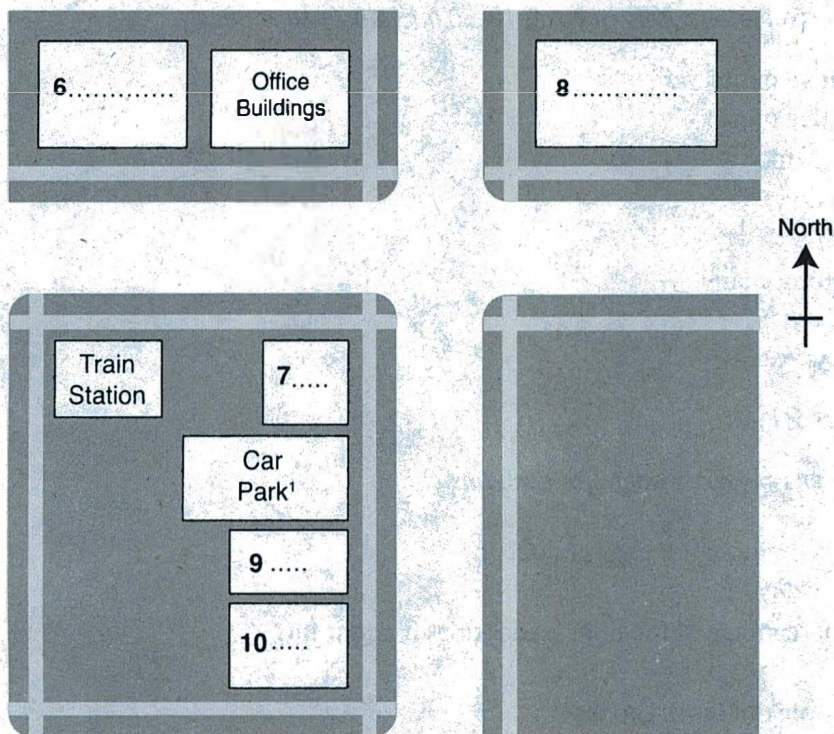 6.............
Office
Buildings
8.............
North
Train
Station
7.....
Car
Park¹
9 .....
10 .....